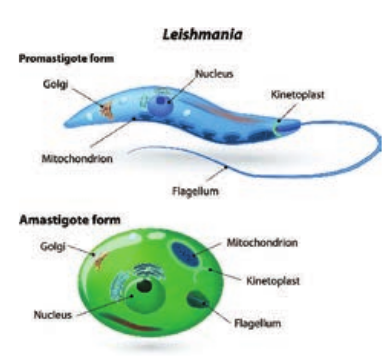 Leishmania
Promastigote form
Golgi
Nucleus
Kinetoplast
Mitochondrion
Flagellum
Amastigote form
Golgi
Mitochondrion
Kinetoplast
Nucleus
Flagellum